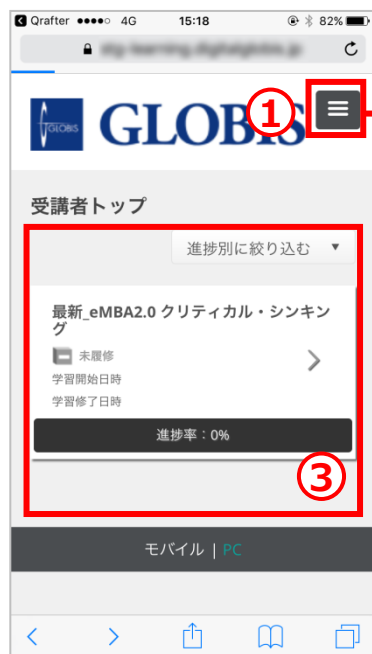 Qrafter 4G 15:18 82%
GLOBIS GLOBIS
①
受講者トップ
進捗別に絞り込む ▼
最新_eMBA2.0 クリティカル・シンキン
グ
未履修
学習開始日時
学習修了日時
進捗率：0%
③
モバイル | PC